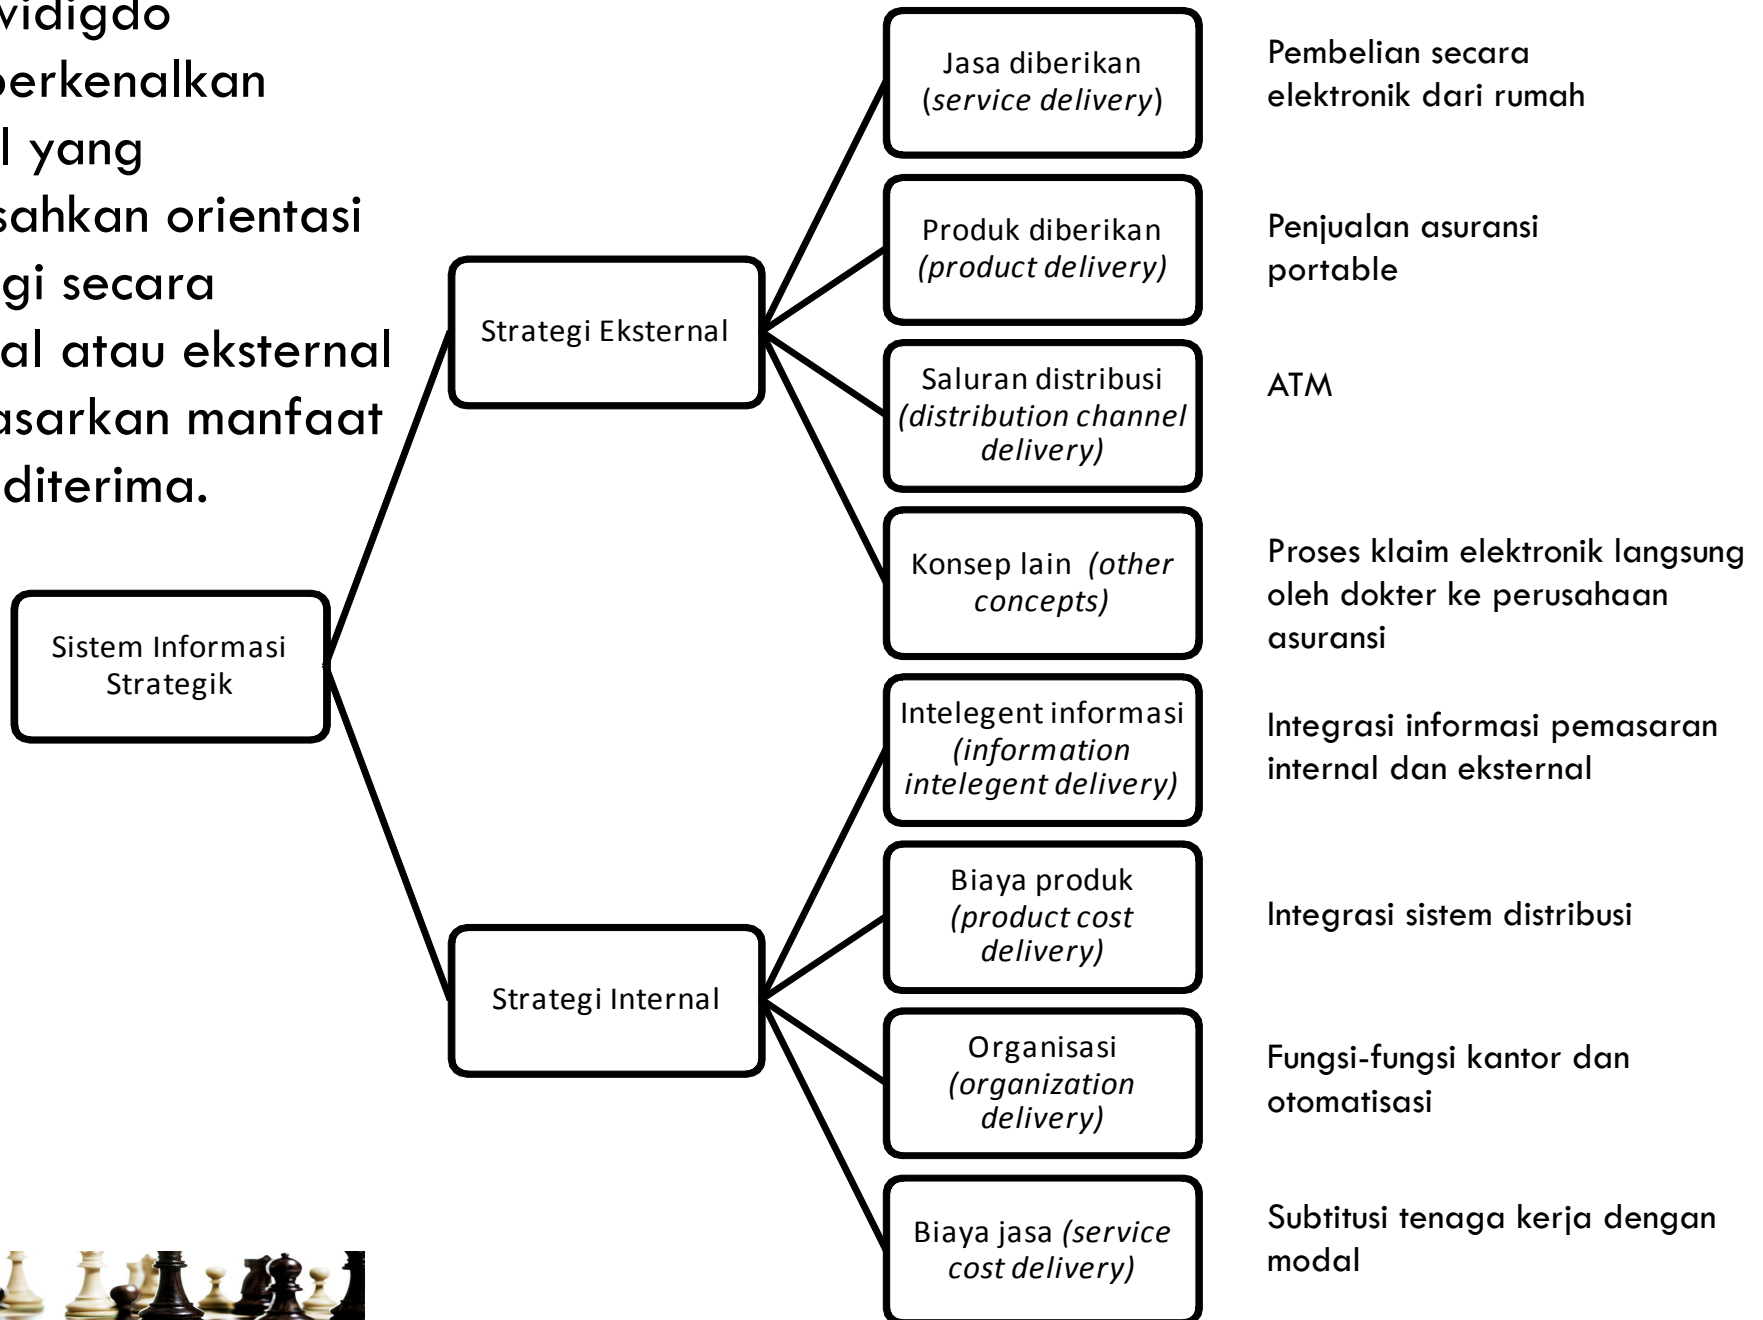 vidigdo
perkenalkan
l yang
sahkan orientasi
gi secara
al atau eksternal
asarkan manfaat
diterima.
Sistem Informasi
Strategik
Strategi Eksternal
Jasa diberikan
(service delivery)
Pembelian secara
elektronik dari rumah
Produk diberikan
(product delivery)
Penjualan asuransi
portable
Saluran distribusi
(distribution channel
delivery)
ATM
Konsep lain (other
concepts)
Proses klaim elektronik langsung
oleh dokter ke perusahaan
asuransi
Strategi Internal
Intelegent informasi
(information
intelegent delivery)
Integrasi informasi pemasaran
internal dan eksternal
Biaya produk
(product cost
delivery)
Integrasi sistem distribusi
Organisasi
(organization
delivery)
Fungsi-fungsi kantor dan
otomatisasi
Biaya jasa (service
cost delivery)
Subtitusi tenaga kerja dengan
modal